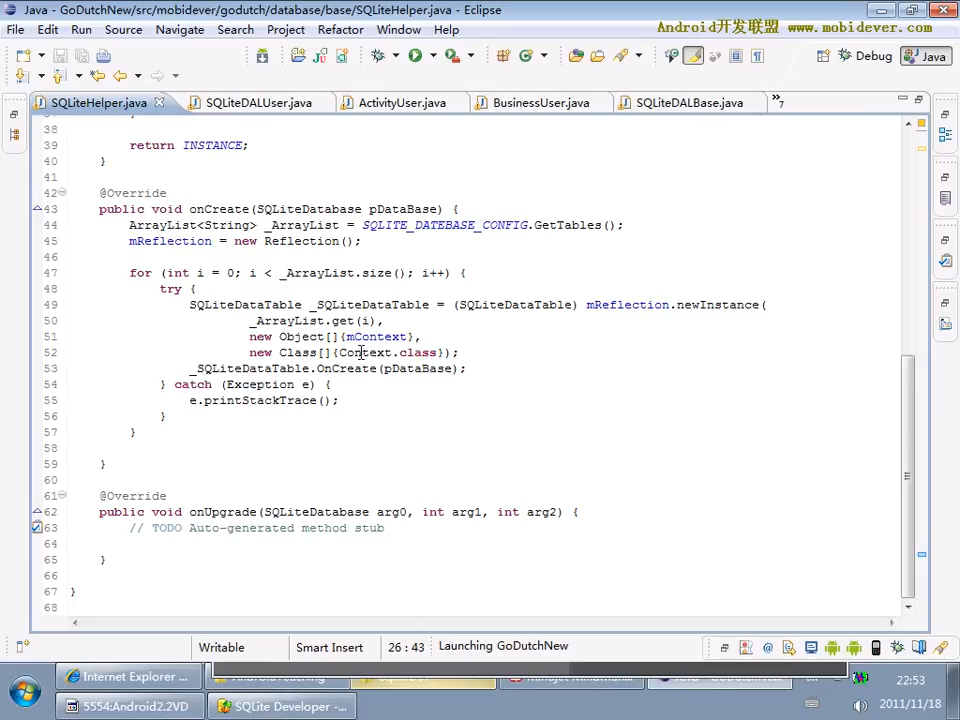 Java - GoDutchNew/src/mobidever/godutch/database/base/SQLiteHelper.java - Eclipse
Android开发联盟 www.mobidever.com
File Edit Run Source Navigate Search Project Refactor Window Help
Debug Java
SQLiteHelper.java SQLiteDALUser.java ActivityUser.java BusinessUser.java SQLiteDALBase.java »7
38
39 return INSTANCE;
40 }
41
42 @Override
43 public void onCreate(SQLiteDatabase pDataBase) {
44 ArrayList<String> _ArrayList = SQLITE_DATEBASE_CONFIG.GetTables();
45 mReflection = new Reflection();
46
47 for (int i = 0; i < _ArrayList.size(); i++) {
48 try {
49 SQLiteDataTable _SQLiteDataTable = (SQLiteDataTable) mReflection.newInstance(
50 _ArrayList.get(i),
51 new Object[]{mContext},
52 new Class[]{Context.class});
53 _SQLiteDataTable.OnCreate(pDataBase);
54 } catch (Exception e) {
55 e.printStackTrace();
56 }
57 }
58
59 }
60
61 @Override
62 public void onUpgrade(SQLiteDatabase arg0, int arg1, int arg2) {
63 // TODO Auto-generated method stub
64
65 }
66
67 }
68
Writable Smart Insert 26 : 43 Launching GoDutchNew
Internet Explorer ...
22:53
5554:Android2.2VD SQLite Developer - ...
2011/11/18